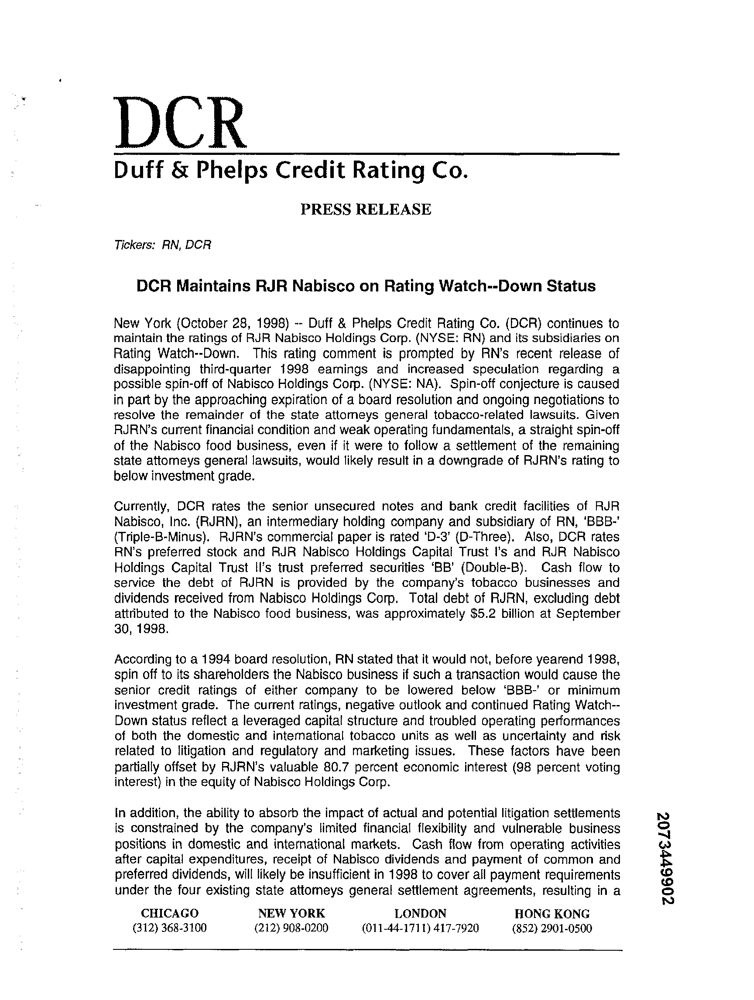 DCR
Duff & Phelps Credit Rating Co.
PRESS RELEASE
Tickers: RN, DCR
DCR Maintains RJR Nabisco on Rating Watch--Down Status
New York (October 28, 1998) -- Duff & Phelps Credit Rating Co. (DCR) continues to
maintain the ratings of RJR Nabisco Holdings Corp. (NYSE: RN) and its subsidiaries on
Rating Watch--Down. This rating comment is prompted by RN's recent release of
disappointing third-quarter 1998 earnings and increased speculation regarding a
possible spin-off of Nabisco Holdings Corp. (NYSE: NA). Spin-off conjecture is caused
in part by the approaching expiration of a board resolution and ongoing negotiations to
resolve the remainder of the state attorneys general tobacco-related lawsuits. Given
RJRN's current financial condition and weak operating fundamentals, a straight spin-off
of the Nabisco food business, even if it were to follow a settlement of the remaining
state attorneys general lawsuits, would likely result in a downgrade of RJRN's rating to
below investment grade.
Currently, DCR rates the senior unsecured notes and bank credit facilities of RJR
Nabisco, Inc. (RJRN), an intermediary holding company and subsidiary of RN, 'BBB-'
(Triple-B-Minus). RJRN's commercial paper is rated 'D-3' (D-Three). Also, DCR rates
RN's preferred stock and RJR Nabisco Holdings Capital Trust I's and RJR Nabisco
Holdings Capital Trust II's trust preferred securities 'BB' (Double-B). Cash flow to
service the debt of RJRN is provided by the company's tobacco businesses and
dividends received from Nabisco Holdings Corp. Total debt of RJRN, excluding debt
attributed to the Nabisco food business, was approximately $5.2 billion at September
30, 1998.
According to a 1994 board resolution, RN stated that it would not, before yearend 1998,
spin off to its shareholders the Nabisco business if such a transaction would cause the
senior credit ratings of either company to be lowered below 'BBB-' or minimum
investment grade. The current ratings, negative outlook and continued Rating Watch--
Down status reflect a leveraged capital structure and troubled operating performances
of both the domestic and international tobacco units as well as uncertainty and risk
related to litigation and regulatory and marketing issues. These factors have been
partially offset by RJRN's valuable 80.7 percent economic interest (98 percent voting
interest) in the equity of Nabisco Holdings Corp.
In addition, the ability to absorb the impact of actual and potential litigation settlements
is constrained by the company's limited financial flexibility and vulnerable business
positions in domestic and international markets. Cash flow from operating activities
after capital expenditures, receipt of Nabisco dividends and payment of common and
preferred dividends, will likely be insufficient in 1998 to cover all payment requirements
under the four existing state attorneys general settlement agreements, resulting in a
2073449902
CHICAGO NEW YORK LONDON HONG KONG
(312) 368-3100 (212) 908-0200 (011-44-1711) 417-7920 (852) 2901-0500